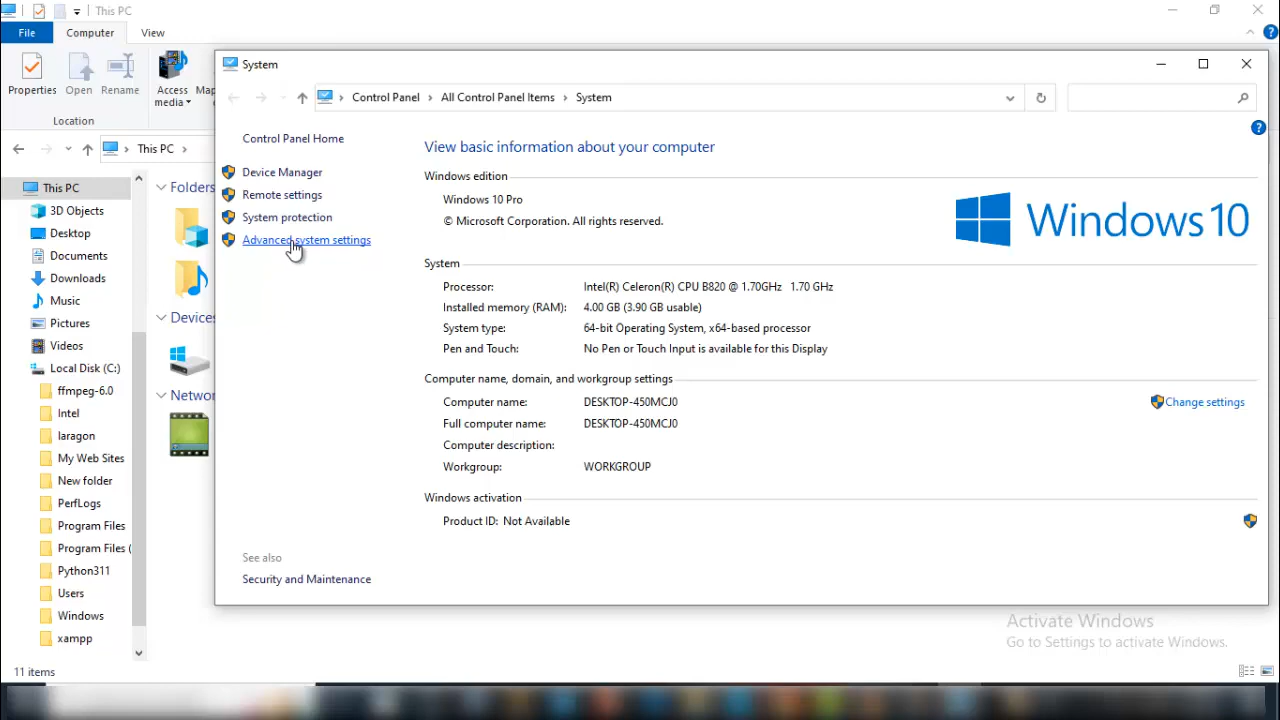 This PC
File
Computer
View
Properties
Open
Rename
Access media
Location
This PC
This PC
3D Objects
Desktop
Documents
Downloads
Music
Pictures
Videos
Local Disk (C:)
ffmpeg-6.0
Intel
laragon
My Web Sites
New folder
PerfLogs
Program Files
Program Files (
Python311
Users
Windows
xampp
11 items
Folders
System
Control Panel > All Control Panel Items > System
Control Panel Home
Device Manager
Remote settings
System protection
Advanced system settings
See also
Security and Maintenance
View basic information about your computer
Windows edition
Windows 10 Pro
© Microsoft Corporation. All rights reserved.
Windows 10
System
Processor: Intel(R) Celeron(R) CPU B820 @ 1.70GHz 1.70 GHz
Installed memory (RAM): 4.00 GB (3.90 GB usable)
System type: 64-bit Operating System, x64-based processor
Pen and Touch: No Pen or Touch Input is available for this Display
Computer name, domain, and workgroup settings
Computer name: DESKTOP-450MCJ0
Change settings
Full computer name: DESKTOP-450MCJ0
Computer description:
Workgroup: WORKGROUP
Windows activation
Product ID: Not Available
Activate Windows
Go to Settings to activate Windows.